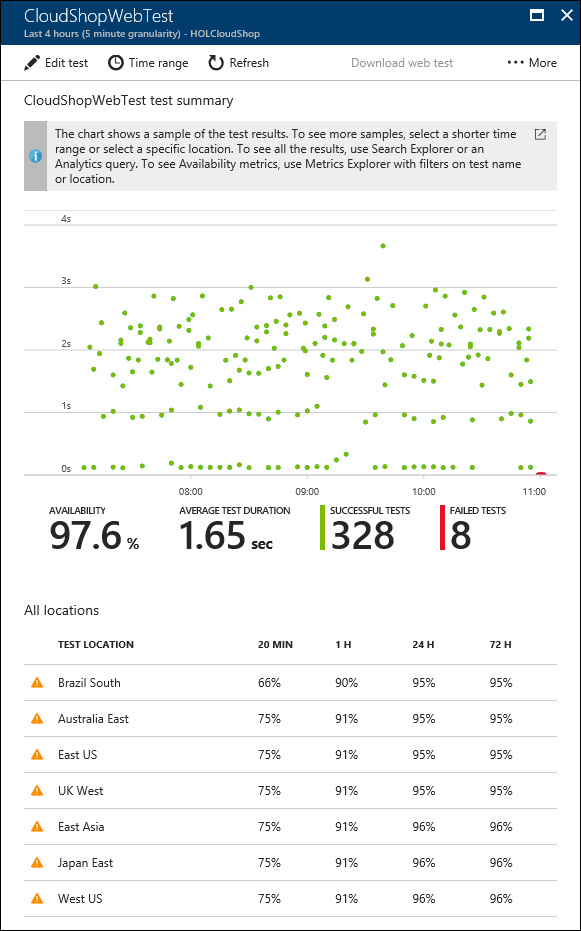 CloudShopWebTest
Last 4 hours (5 minute granularity) - HOLCloudShop
Edit test Time range Refresh Download web test More
CloudShopWebTest test summary
The chart shows a sample of the test results. To see more samples, select a shorter time
range or select a specific location. To see all the results, use Search Explorer or an
Analytics query. To see Availability metrics, use Metrics Explorer with filters on test name
or location.
4s
3s
2s
1s
0s
08:00 09:00 10:00 11:00
AVAILABILITY AVERAGE TEST DURATION SUCCESSFUL TESTS FAILED TESTS
97.6 % 1.65 sec 328 8
All locations
TEST LOCATION 20 MIN 1 H 24 H 72 H
Brazil South 66% 90% 95% 95%
Australia East 75% 91% 95% 95%
East US 75% 91% 95% 95%
UK West 75% 91% 95% 95%
East Asia 75% 91% 96% 96%
Japan East 75% 91% 96% 96%
West US 75% 91% 96% 96%